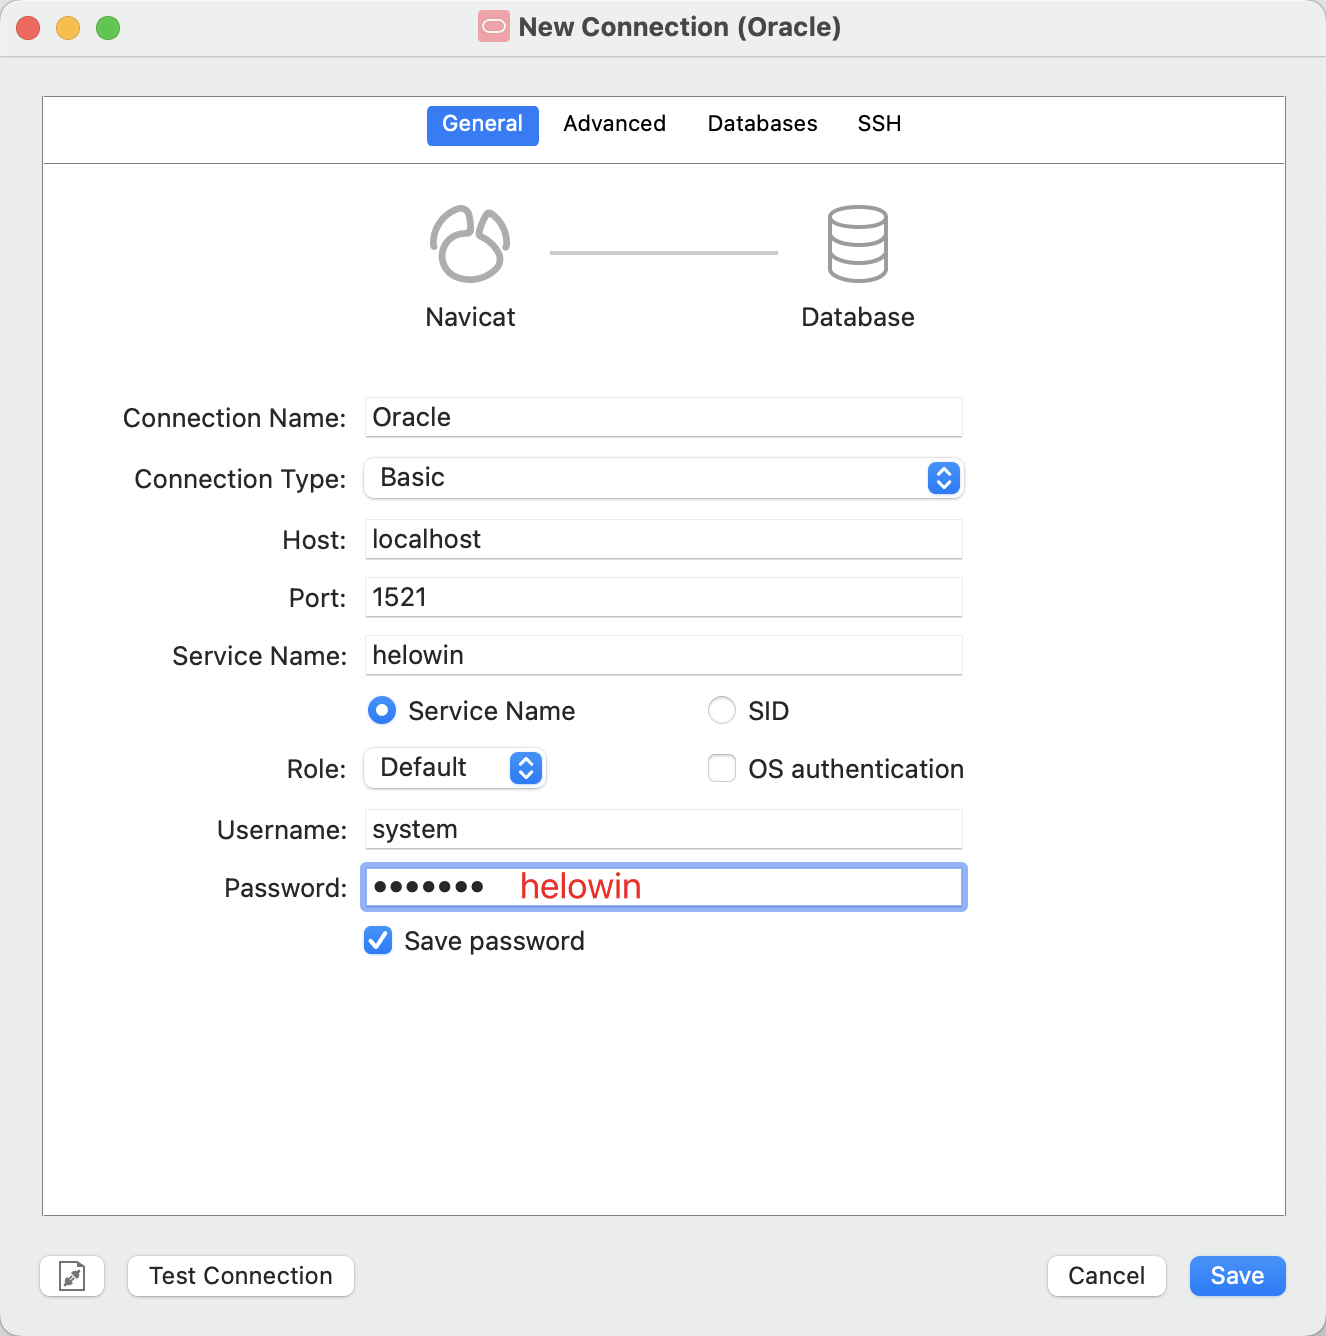 New Connection (Oracle)
General Advanced Databases SSH
Navicat Database
Connection Name: Oracle
Connection Type: Basic
Host: localhost
Port: 1521
Service Name: helowin
Service Name SID
Role: Default OS authentication
Username: system
Password: ••••••• helowin
Save password
Test Connection Cancel Save